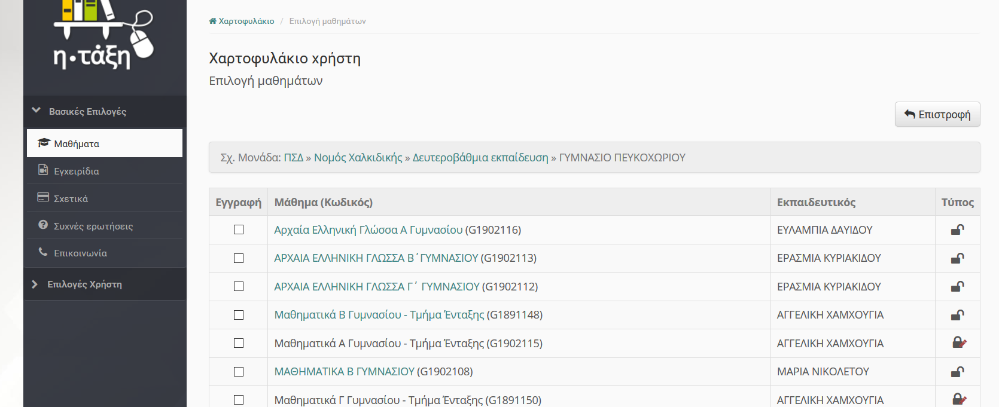 η·τάξη
Βασικές Επιλογές
Μαθήματα
Εγχειρίδια
Σχετικά
Συχνές ερωτήσεις
Επικοινωνία
Επιλογές Χρήστη
Χαρτοφυλάκιο / Επιλογή μαθημάτων
Χαρτοφυλάκιο χρήστη
Επιλογή μαθημάτων
Επιστροφή
Σχ. Μονάδα: ΠΣΔ » Νομός Χαλκιδικής » Δευτεροβάθμια εκπαίδευση » ΓΥΜΝΑΣΙΟ ΠΕΥΚΟΧΩΡΙΟΥ
Εγγραφή Μάθημα (Κωδικός) Εκπαιδευτικός Τύπος
Αρχαία Ελληνική Γλώσσα Α Γυμνασίου (G1902116) ΕΥΛΑΜΠΙΑ ΔΑΥΙΔΟΥ
ΑΡΧΑΙΑ ΕΛΛΗΝΙΚΗ ΓΛΩΣΣΑ Β΄ΓΥΜΝΑΣΙΟΥ (G1902113) ΕΡΑΣΜΙΑ ΚΥΡΙΑΚΙΔΟΥ
ΑΡΧΑΙΑ ΕΛΛΗΝΙΚΗ ΓΛΩΣΣΑ Γ΄ ΓΥΜΝΑΣΙΟΥ (G1902112) ΕΡΑΣΜΙΑ ΚΥΡΙΑΚΙΔΟΥ
Μαθηματικά Β Γυμνασίου - Τμήμα Ένταξης (G1891148) ΑΓΓΕΛΙΚΗ ΧΑΜΧΟΥΓΙΑ
Μαθηματικά Α Γυμνασίου - Τμήμα Ένταξης (G1902115) ΑΓΓΕΛΙΚΗ ΧΑΜΧΟΥΓΙΑ
ΜΑΘΗΜΑΤΙΚΑ Β ΓΥΜΝΑΣΙΟΥ (G1902108) ΜΑΡΙΑ ΝΙΚΟΛΕΤΟΥ
Μαθηματικά Γ Γυμνασίου - Τμήμα Ένταξης (G1891150) ΑΓΓΕΛΙΚΗ ΧΑΜΧΟΥΓΙΑ